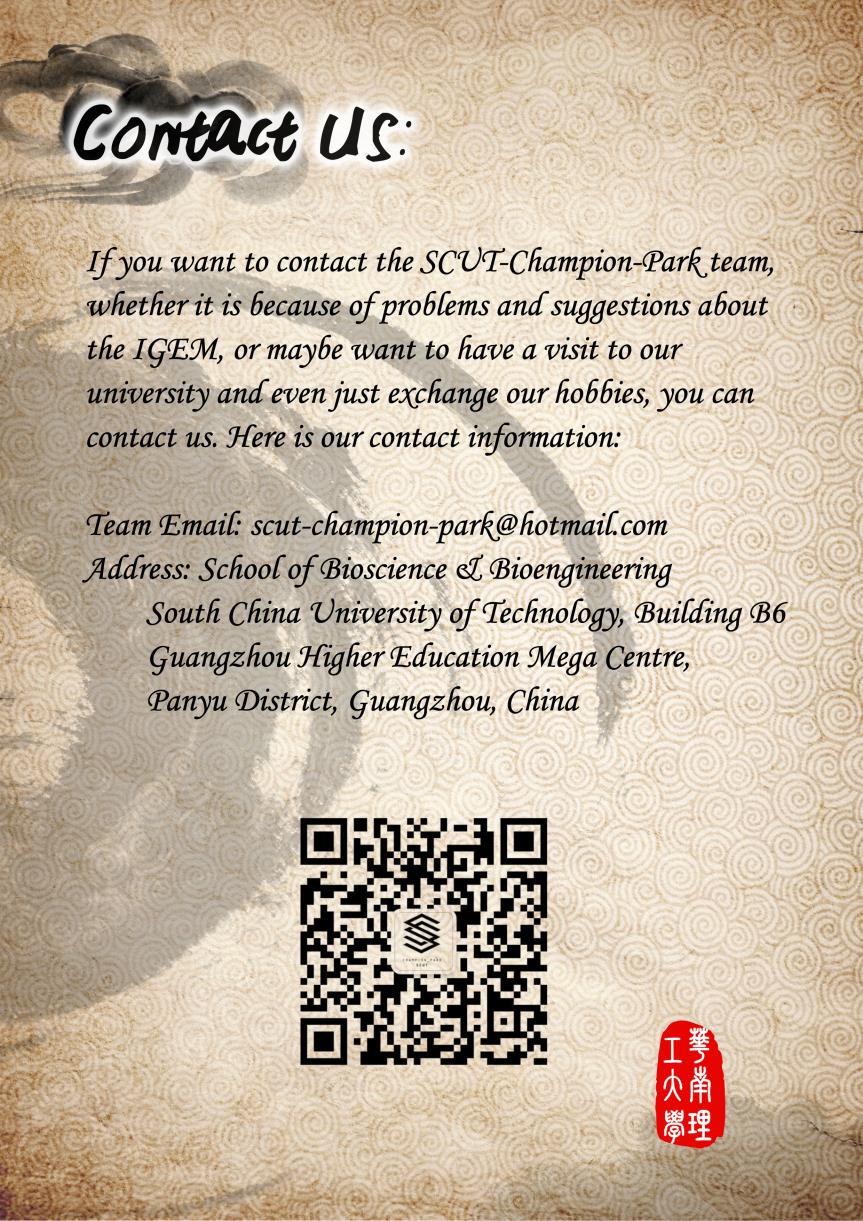 Contact Us:
If you want to contact the SCUT-Champion-Park team,
whether it is because of problems and suggestions about
the IGEM, or maybe want to have a visit to our
university and even just exchange our hobbies, you can
contact us. Here is our contact information:
Team Email: scut-champion-park@hotmail.com
Address: School of Bioscience & Bioengineering
South China University of Technology, Building B6
Guangzhou Higher Education Mega Centre,
Panyu District, Guangzhou, China
CHAMPION_PARK
SCUT
華南理
工大學